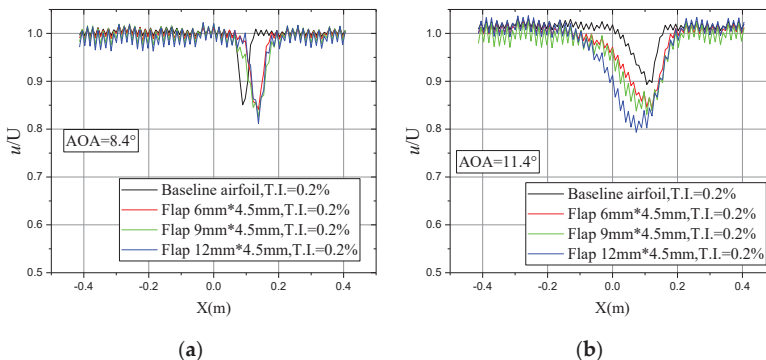 1.0
0.9
0.8
0.7
0.6
0.5
u/U
AOA=8.4°
Baseline airfoil,T.I.=0.2%
Flap 6mm*4.5mm,T.I.=0.2%
Flap 9mm*4.5mm,T.I.=0.2%
Flap 12mm*4.5mm,T.I.=0.2%
-0.4 -0.2 0.0 0.2 0.4
X(m)
(a)
1.0
0.9
0.8
0.7
0.6
0.5
u/U
AOA=11.4°
Baseline airfoil,T.I.=0.2%
Flap 6mm*4.5mm,T.I.=0.2%
Flap 9mm*4.5mm,T.I.=0.2%
Flap 12mm*4.5mm,T.I.=0.2%
-0.4 -0.2 0.0 0.2 0.4
X(m)
(b)